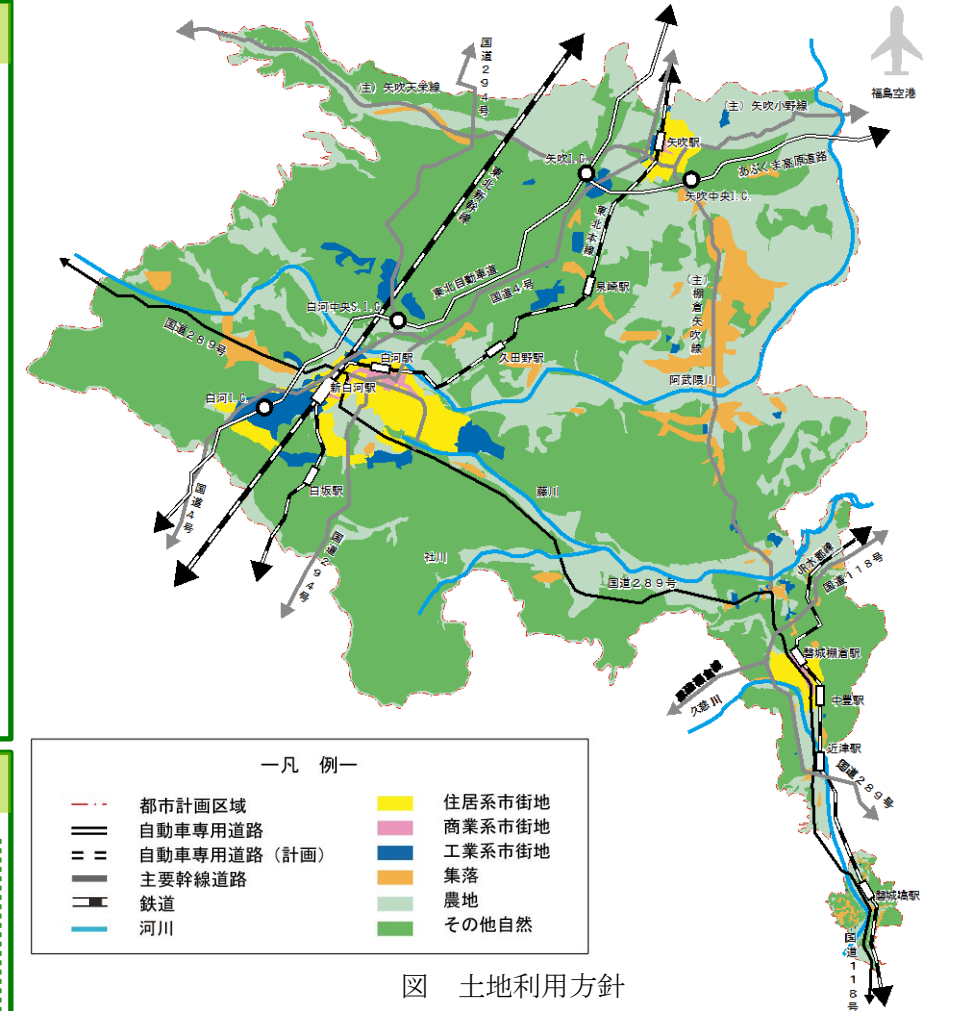 国道294号
(主) 矢吹天栄線
(主) 矢吹小野線
福島空港
矢吹駅
矢吹I.C.
あぶくま高原道路
矢吹中央I.C.
東北新幹線
東北本線
東北自動車道
国道4号
泉崎駅
(主)棚倉矢吹線
白河中央S.I.C.
国道289号
白河駅
久田野駅
阿武隈川
新白河駅
白河I.C.
白坂駅
国道4号
国道294号
藤川
社川
国道289号
JR水郡線
国道118号
磐城棚倉駅
久慈川
中豊駅
近津駅
国道289号
磐城塙駅
国道118号
―凡 例―
都市計画区域
自動車専用道路
自動車専用道路（計画）
主要幹線道路
鉄道
河川
住居系市街地
商業系市街地
工業系市街地
集落
農地
その他自然
図 土地利用方針